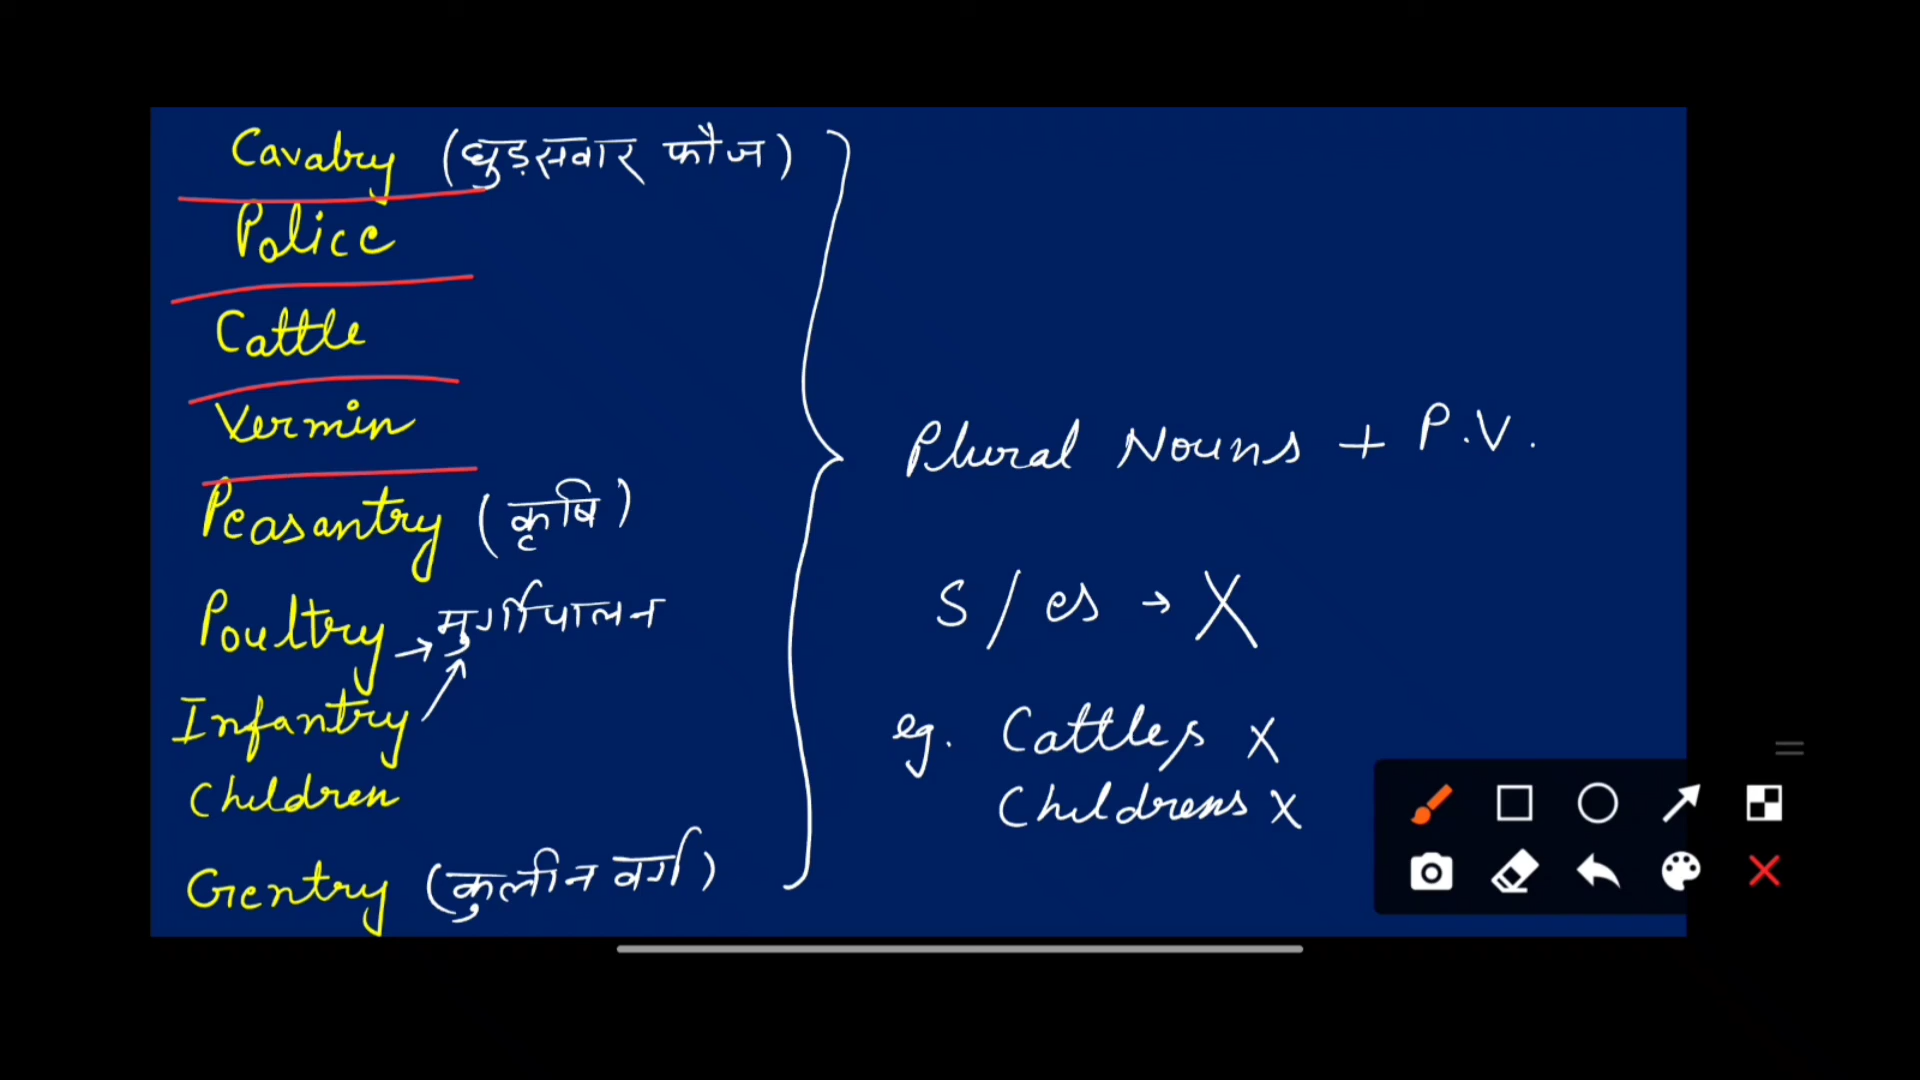 Cavalry (घुड़सवार फौज)
Police
Cattle
Vermin
Peasantry (कृषि)
Poultry → मुर्गीपालन
Infantry
Children
Gentry (कुलीन वर्ग)
Plural Nouns + P.V.
S / es → X
eg. Cattles X
Childrens X